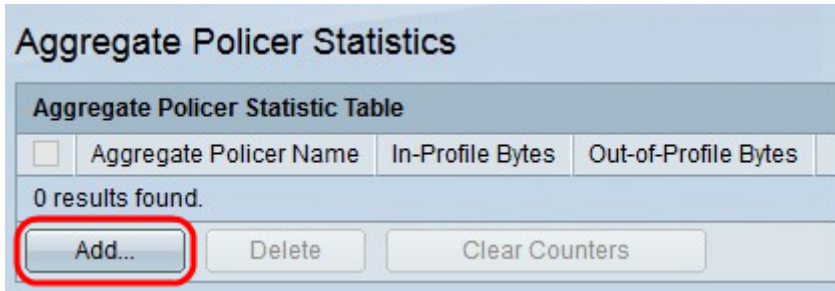 Aggregate Policer Statistics
Aggregate Policer Statistic Table
Aggregate Policer Name In-Profile Bytes Out-of-Profile Bytes
0 results found.
Add... Delete Clear Counters